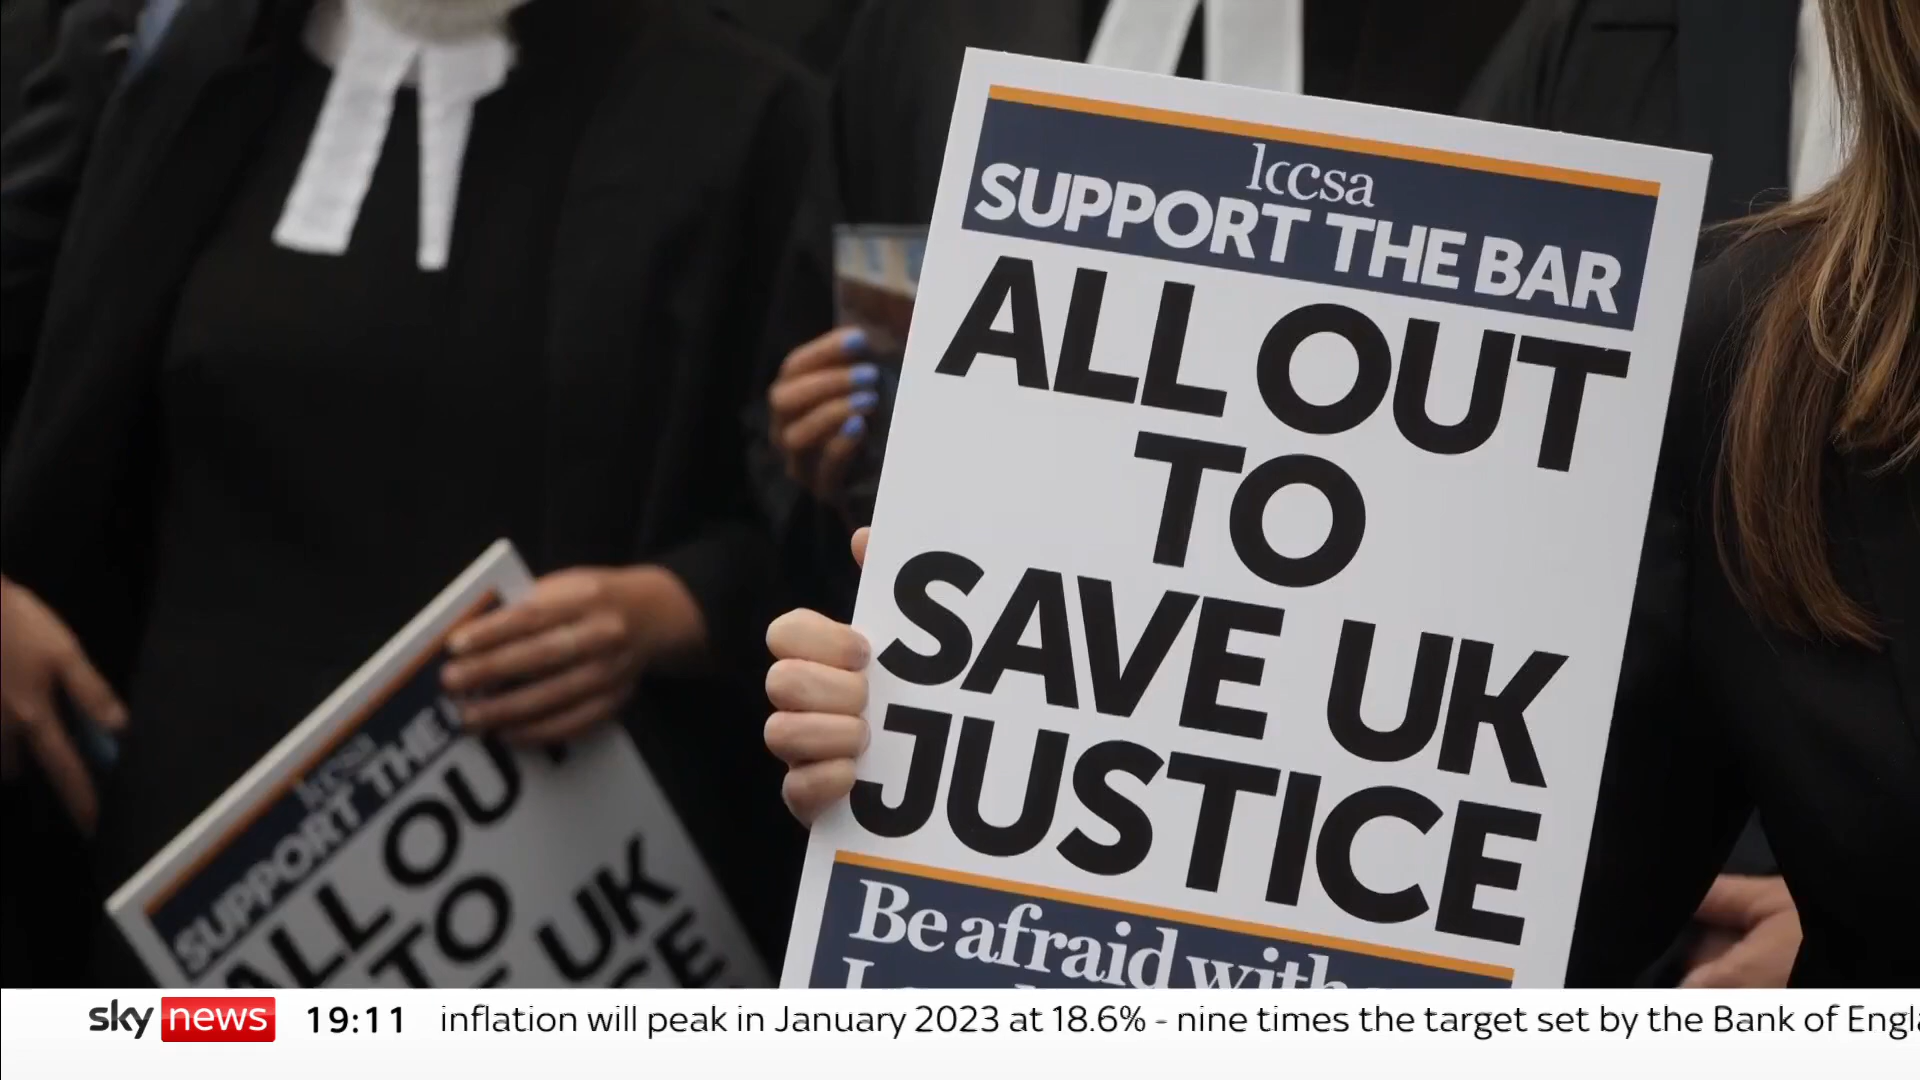 lccsa
SUPPORT THE BAR
ALL OUT
TO
SAVE UK
JUSTICE
Be afraid with
lccsa
SUPPORT THE
ALL OUT
TO
UK
sky news 19:11 inflation will peak in January 2023 at 18.6% - nine times the target set by the Bank of Engla